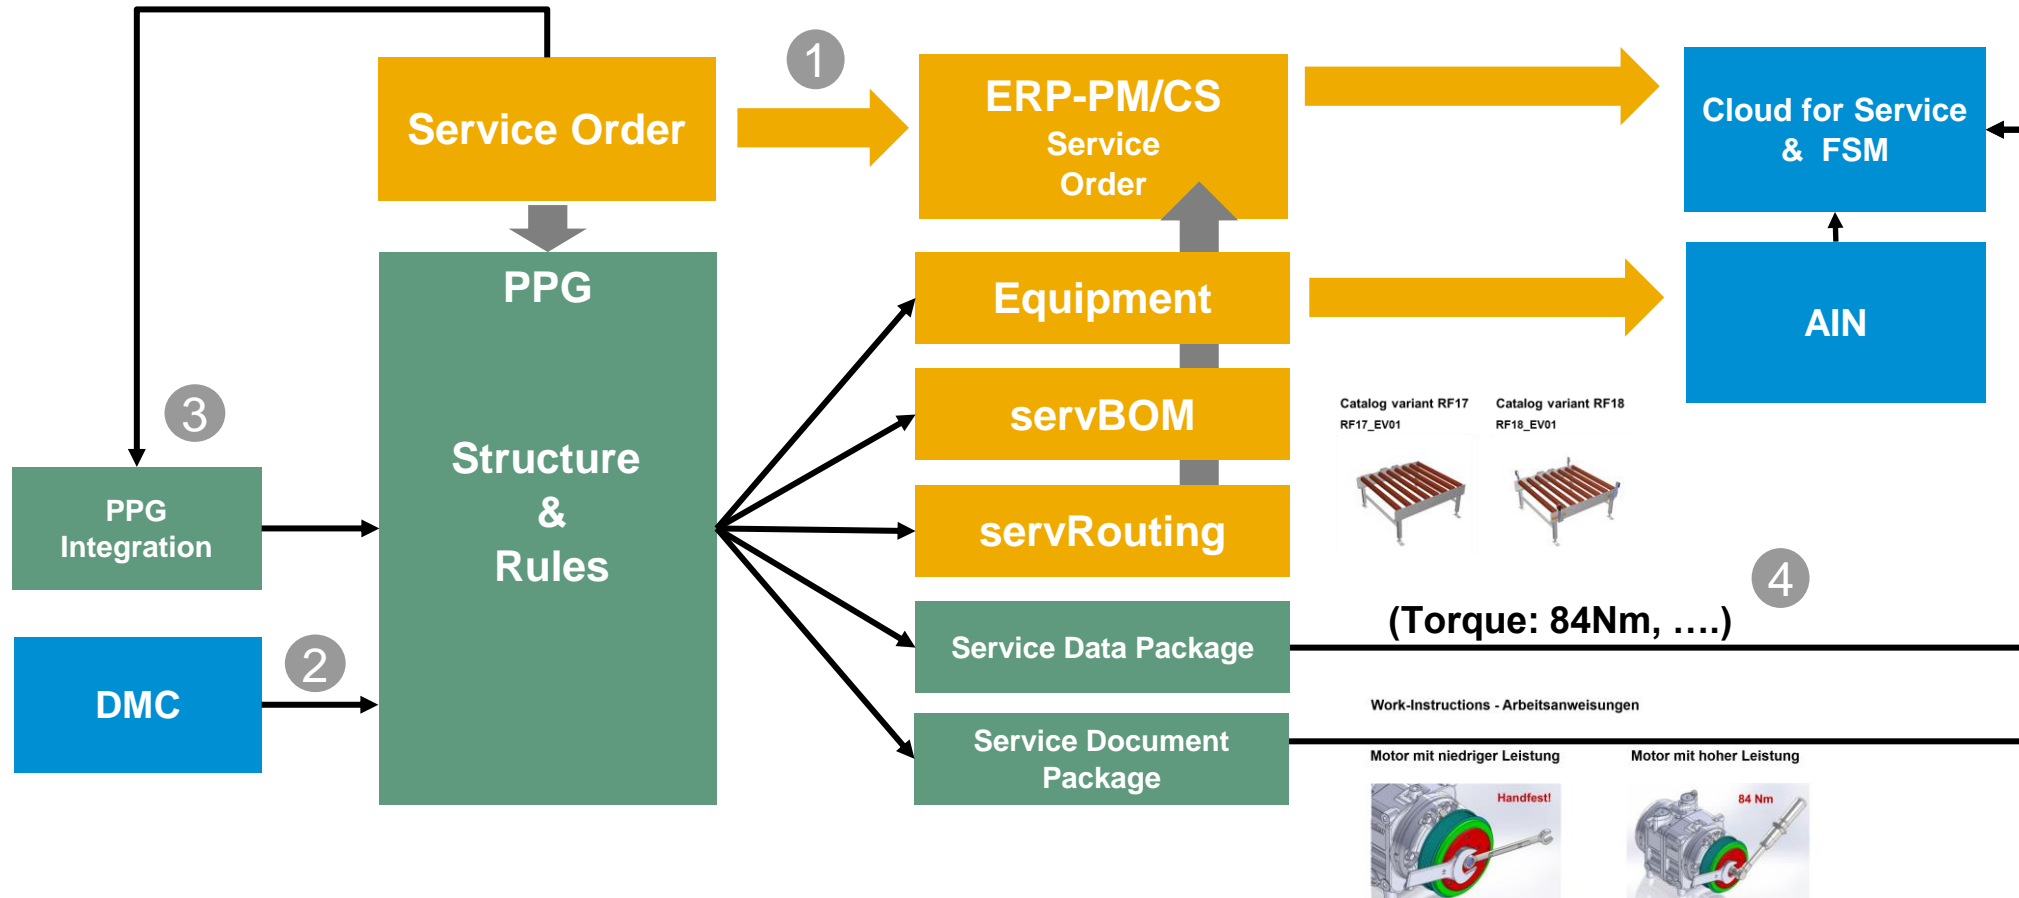 1
Service Order
ERP-PM/CS
Service
Order
Cloud for Service
& FSM
PPG
Structure
&
Rules
Equipment
AIN
3
servBOM
Catalog variant RF17
RF17_EV01
Catalog variant RF18
RF18_EV01
PPG
Integration
servRouting
4
(Torque: 84Nm, ….)
2
DMC
Service Data Package
Work-Instructions - Arbeitsanweisungen
Service Document
Package
Motor mit niedriger Leistung
Motor mit hoher Leistung
Handfest!
84 Nm